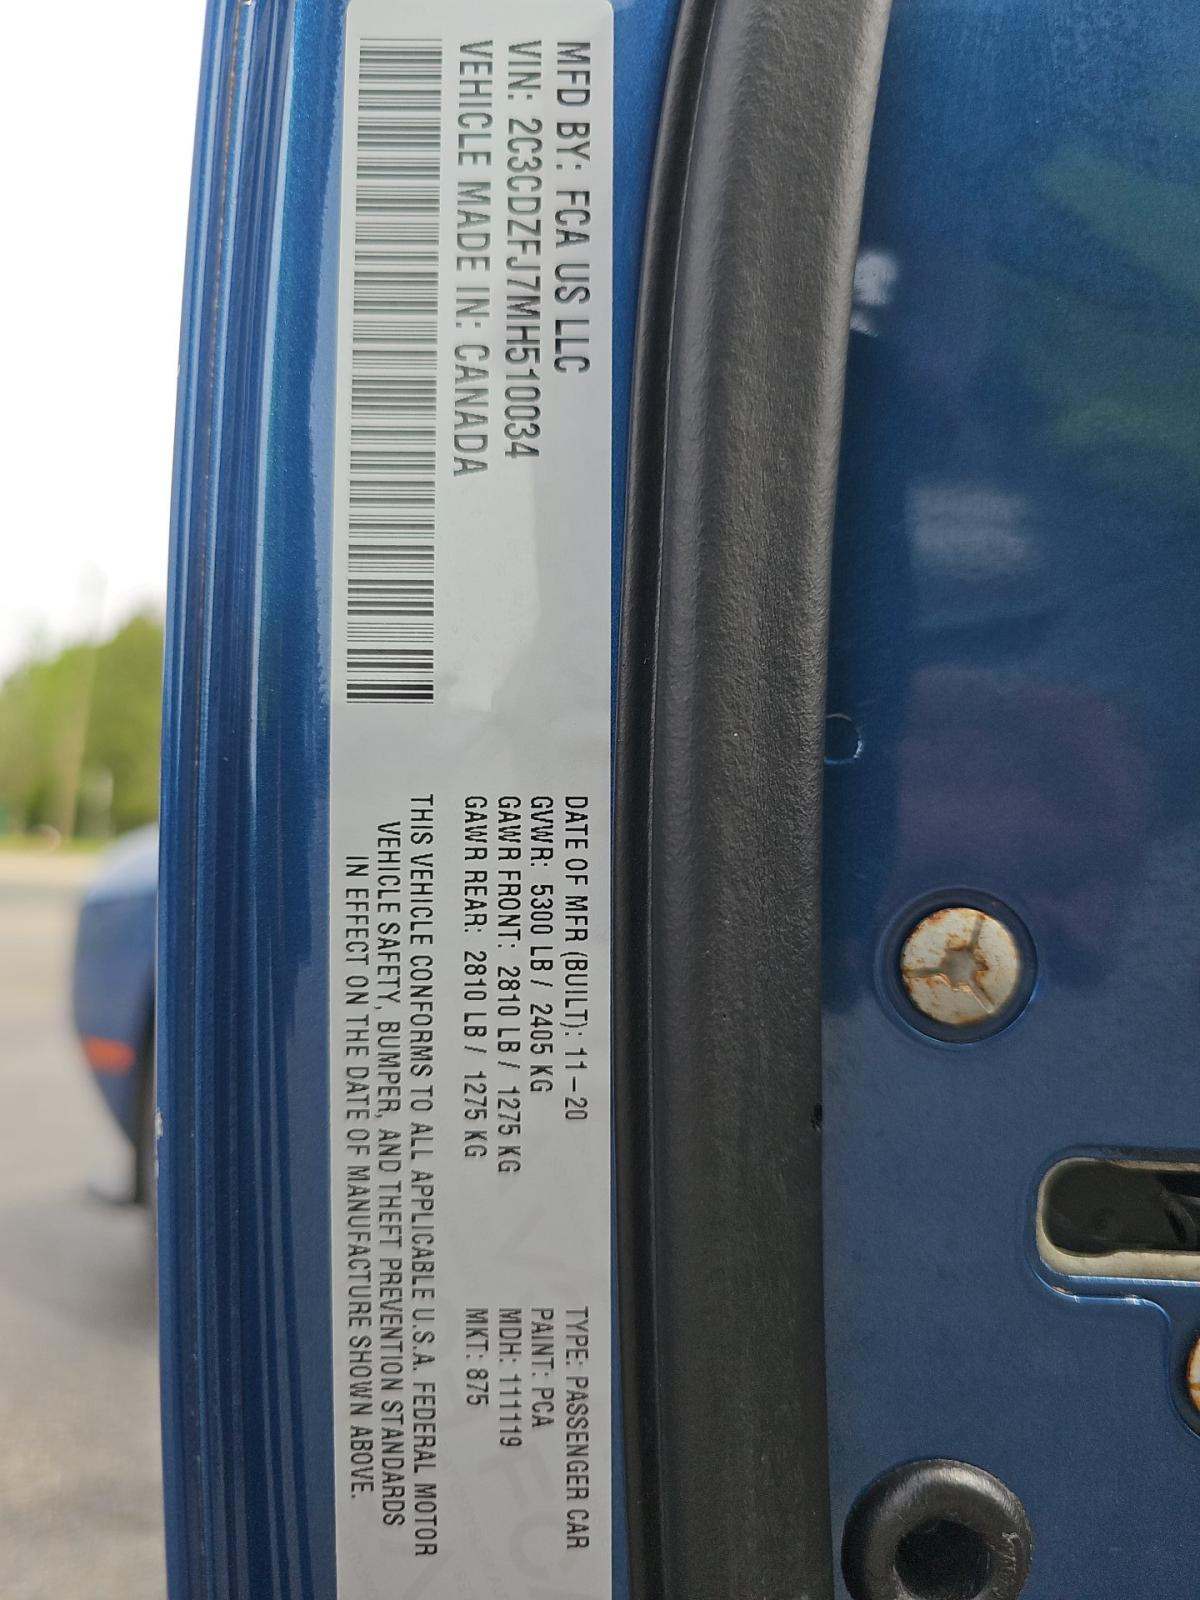 MFD BY: FCA US LLC
VIN: 2C3CDZFJ7MH510034
VEHICLE MADE IN: CANADA
DATE OF MFR (BUILT): 11-20
GVWR: 5300 LB / 2405 KG
GAWR FRONT: 2810 LB / 1275 KG
GAWR REAR: 2810 LB / 1275 KG
TYPE: PASSENGER CAR
PAINT: PCA
MDH: 111119
MKT: 875
THIS VEHICLE CONFORMS TO ALL APPLICABLE U.S.A. FEDERAL MOTOR
VEHICLE SAFETY, BUMPER, AND THEFT PREVENTION STANDARDS
IN EFFECT ON THE DATE OF MANUFACTURE SHOWN ABOVE.